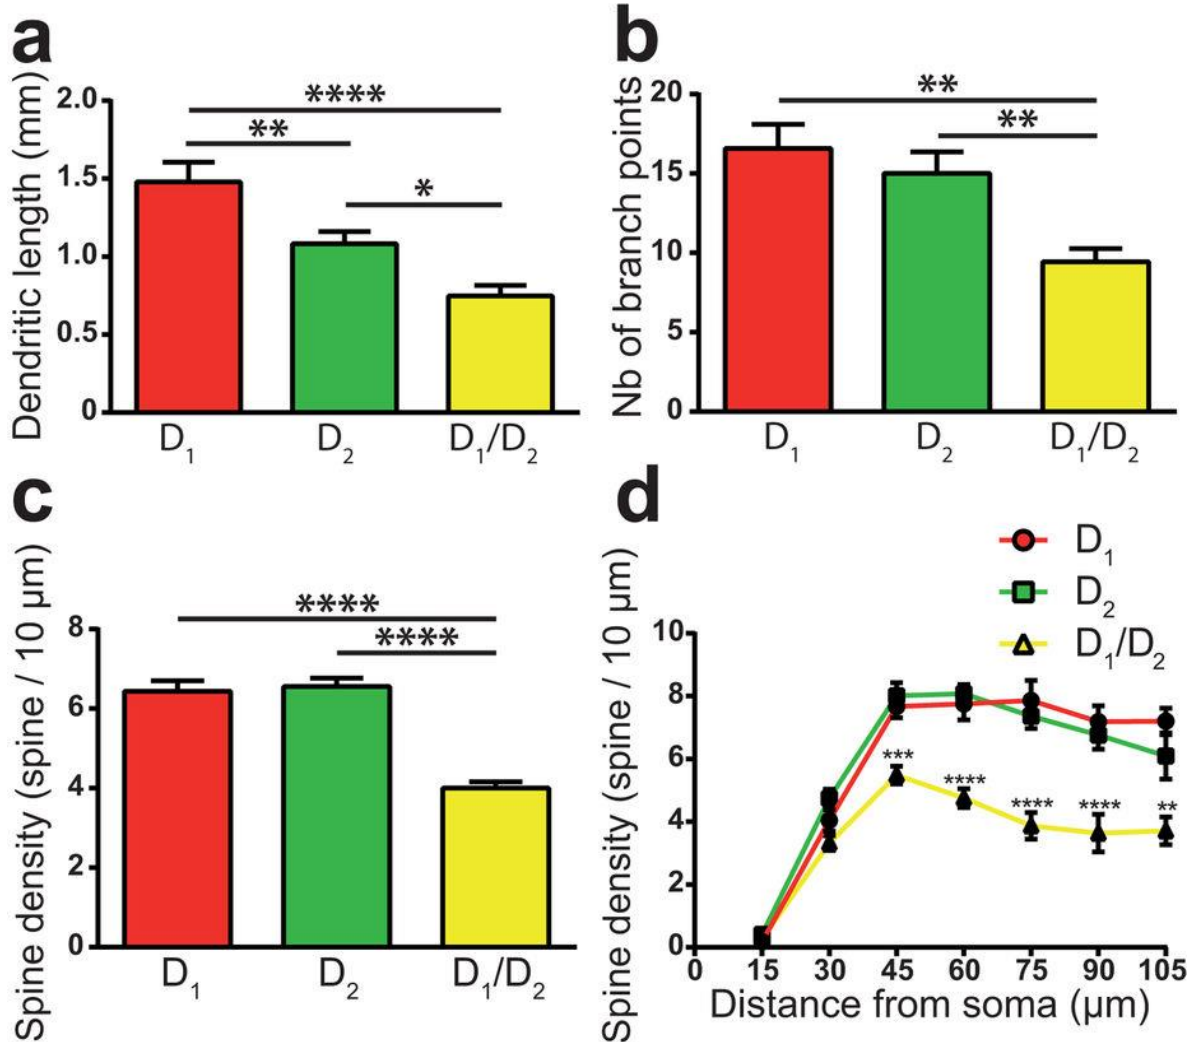 a
Dendritic length (mm)
2.0
1.5
1.0
0.5
0
****
**
*
D1
D2
D1/D2
b
Nb of branch points
20
15
10
5
0
**
**
D1
D2
D1/D2
c
Spine density (spine / 10 µm)
8
6
4
2
0
****
****
D1
D2
D1/D2
d
D1
D2
D1/D2
Spine density (spine / 10 µm)
10
8
6
4
2
0
***
****
****
****
**
0 15 30 45 60 75 90 105
Distance from soma (µm)